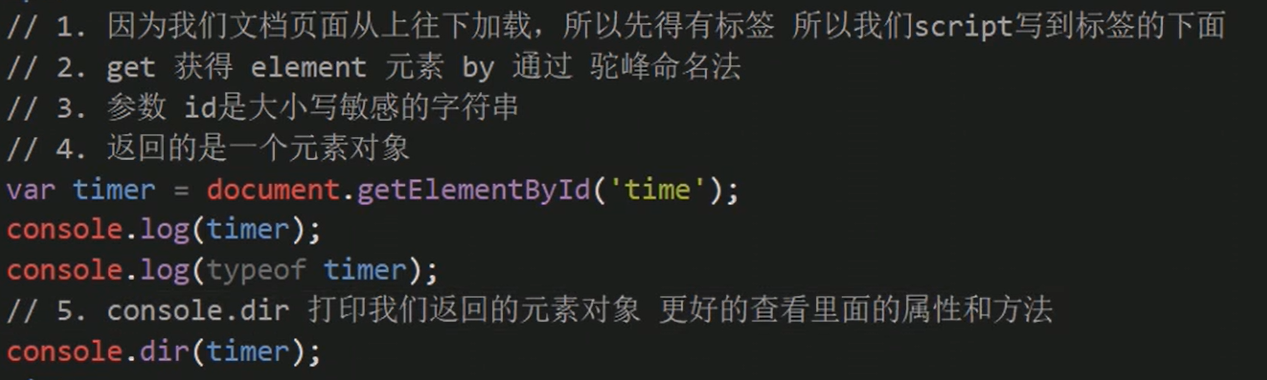 // 1. 因为我们文档页面从上往下加载，所以先得有标签 所以我们script写到标签的下面
// 2. get 获得 element 元素 by 通过 驼峰命名法
// 3. 参数 id是大小写敏感的字符串
// 4. 返回的是一个元素对象
var timer = document.getElementById('time');
console.log(timer);
console.log(typeof timer);
// 5. console.dir 打印我们返回的元素对象 更好的查看里面的属性和方法
console.dir(timer);